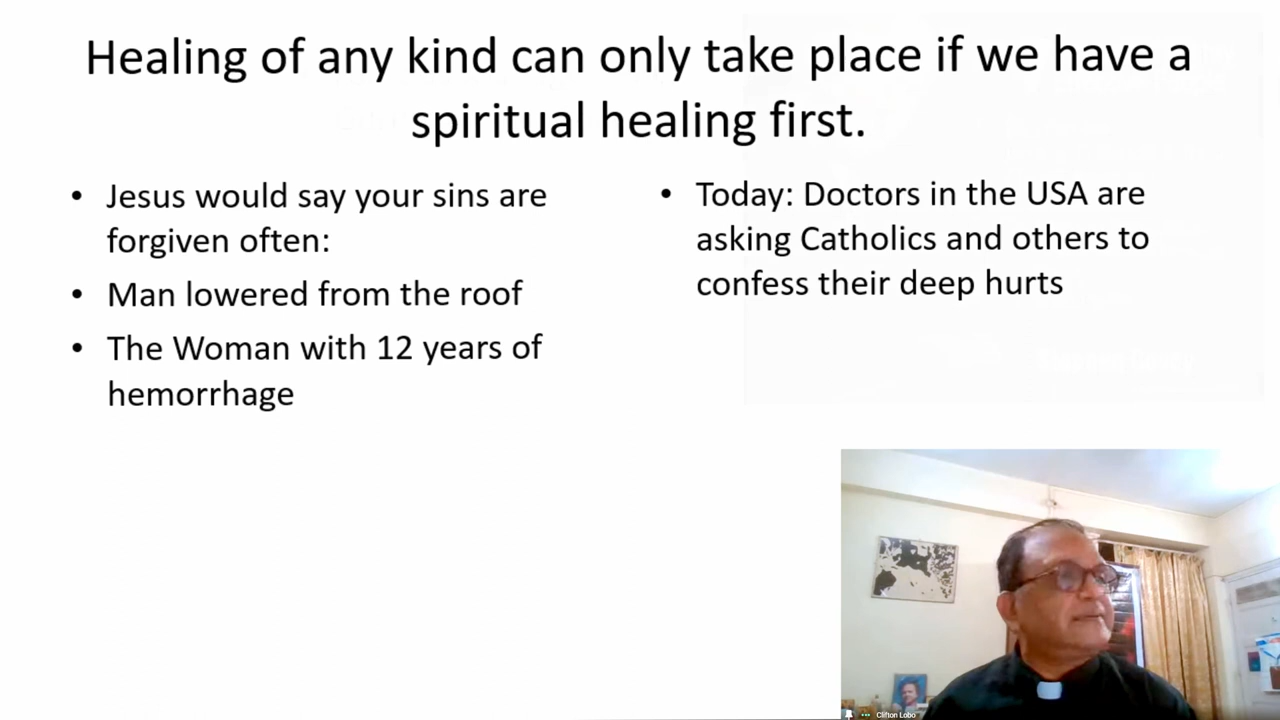 Healing of any kind can only take place if we have a
spiritual healing first.
• Jesus would say your sins are
forgiven often:
• Man lowered from the roof
• The Woman with 12 years of
hemorrhage
• Today: Doctors in the USA are
asking Catholics and others to
confess their deep hurts
Clifton Lobo